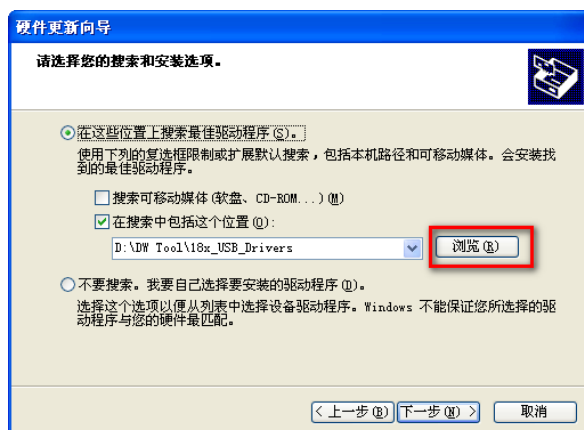 硬件更新向导
请选择您的搜索和安装选项。
在这些位置上搜索最佳驱动程序(S)。
使用下列的复选框限制或扩展默认搜索，包括本机路径和可移动媒体。会安装找
到的最佳驱动程序。
搜索可移动媒体(软盘、CD-ROM...)(M)
在搜索中包括这个位置(O):
D:\DW Tool\18x_USB_Drivers
浏览(R)
不要搜索。我要自己选择要安装的驱动程序(D)。
选择这个选项以便从列表中选择设备驱动程序。Windows 不能保证您所选择的驱
动程序与您的硬件最匹配。
< 上一步(B) 下一步(N) > 取消